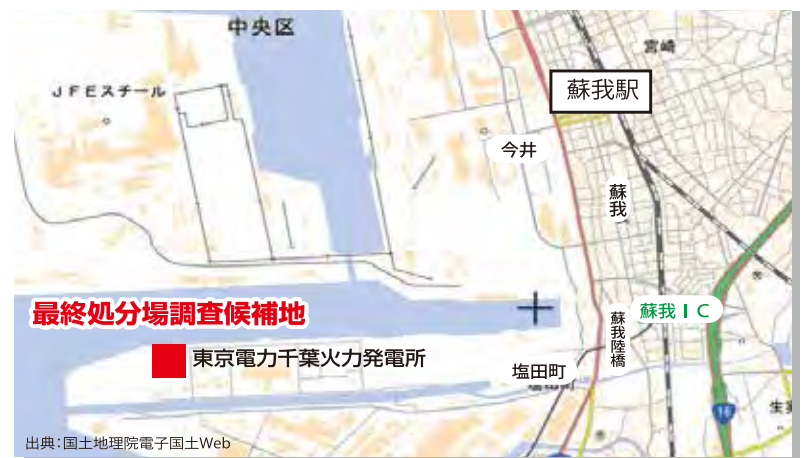 中央区
JFEスチール
宮崎
蘇我駅
今井
蘇我
最終処分場調査候補地
蘇我IC
蘇我陸橋
東京電力千葉火力発電所
塩田町
16
出典:国土地理院電子国土Web